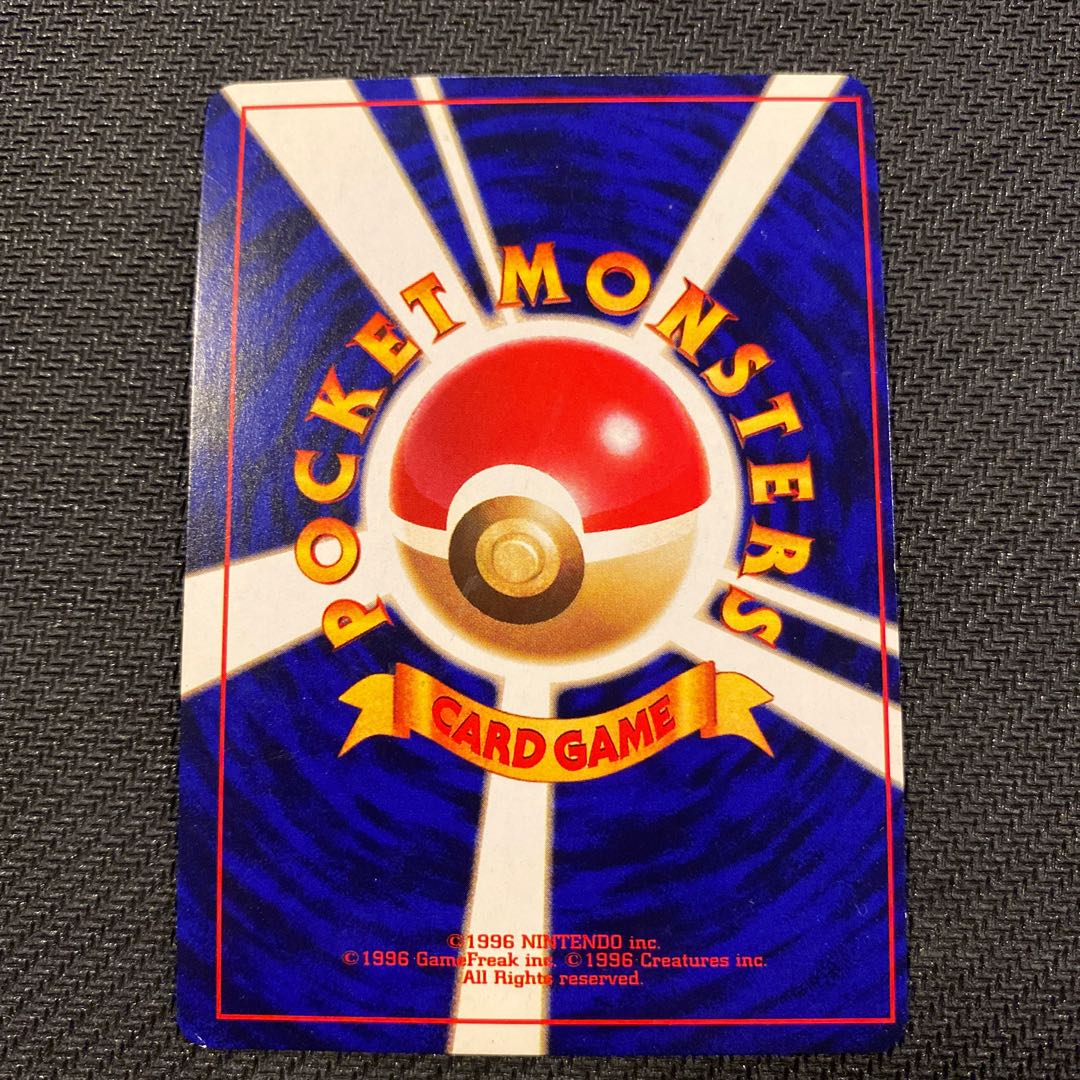 POCKET MONSTERS
CARD GAME
©1996 NINTENDO inc.
©1996 GameFreak inc. ©1996 Creatures inc.
All Rights reserved.